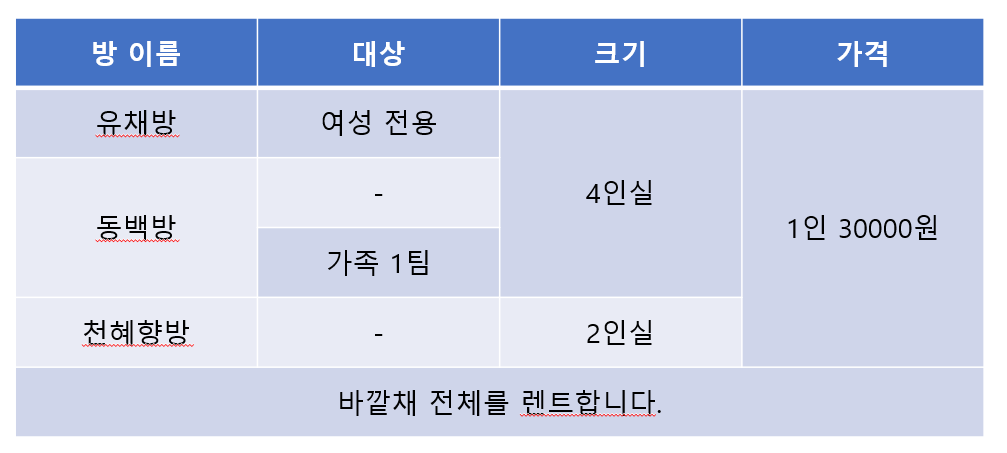 방 이름 대상 크기 가격
유채방 여성 전용
-
4인실
동백방 1인 30000원
가족 1팀
천혜향방 - 2인실
바깥채 전체를 렌트합니다.